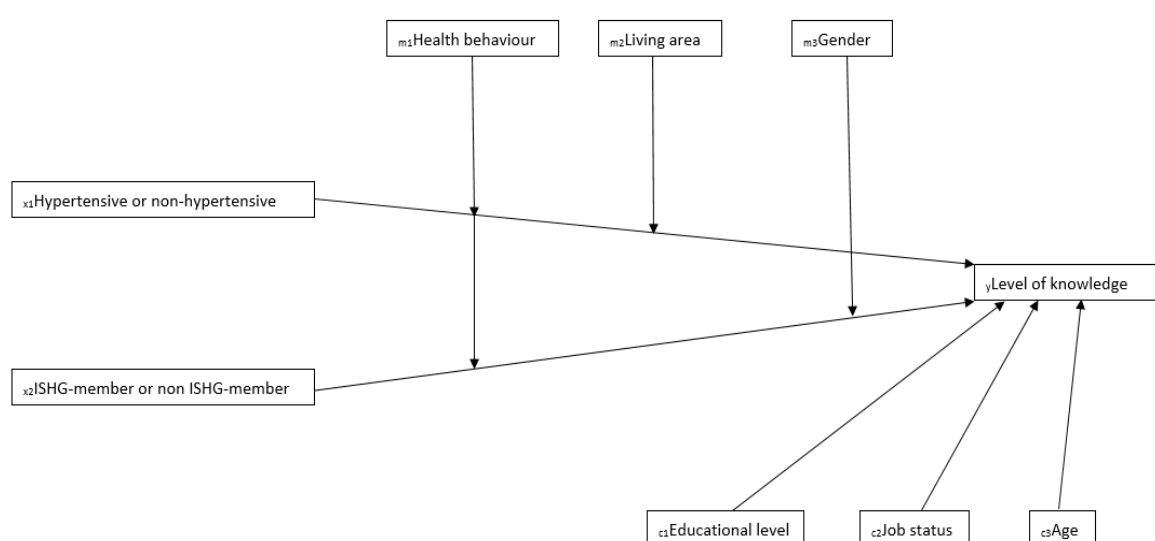 m1Health behaviour
m2Living area
m3Gender
x1Hypertensive or non-hypertensive
yLevel of knowledge
x2ISHG-member or non ISHG-member
c1Educational level
c2Job status
c3Age